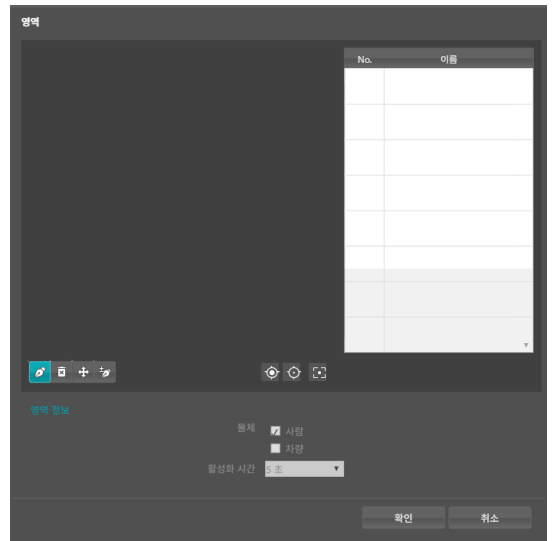 영역
No. 이름
영역 정보
물체 사람
차량
활성화 시간 5 초
확인 취소